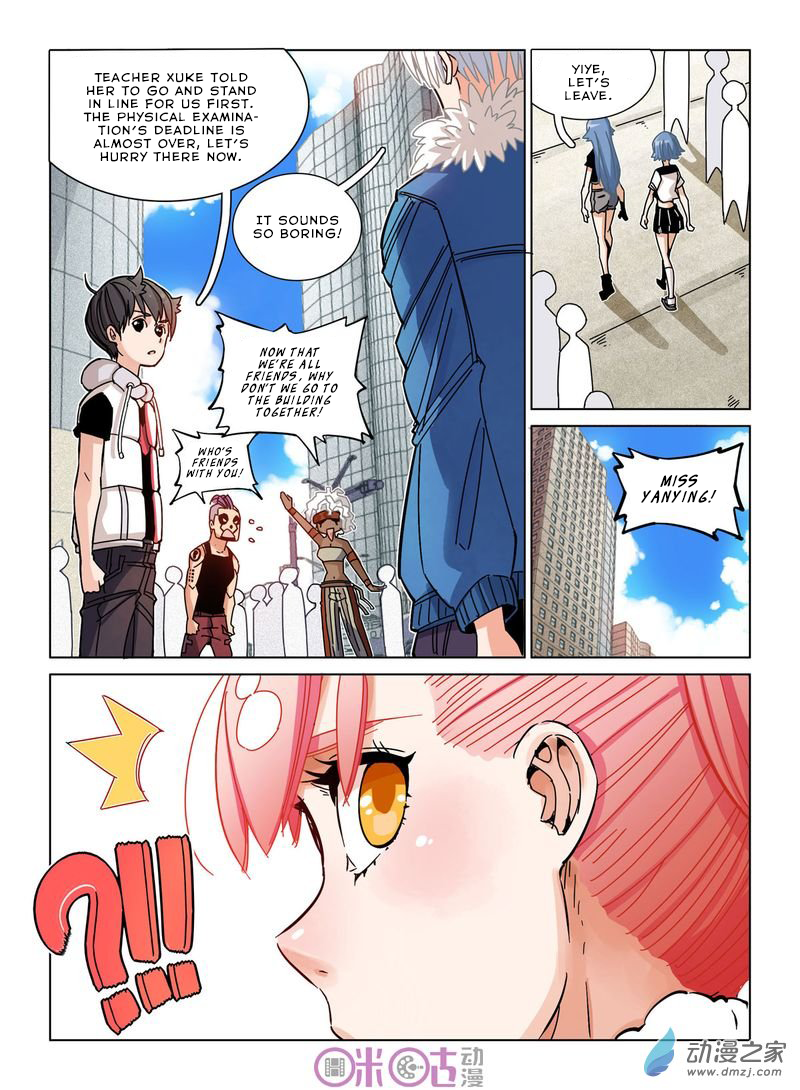 TEACHER XUKE TOLD
HER TO GO AND STAND
IN LINE FOR US FIRST.
THE PHYSICAL EXAMINA-
TION'S DEADLINE IS
ALMOST OVER, LET'S
HURRY THERE NOW.
IT SOUNDS
SO BORING!
NOW THAT
WE'RE ALL
FRIENDS, WHY
DON'T WE GO TO
THE BUILDING
TOGETHER!
WHO'S
FRIENDS
WITH YOU!
YIYE,
LET'S
LEAVE.
MISS
YANYING!
?!!!
咪咕动漫
动漫之家
www.dmzj.com